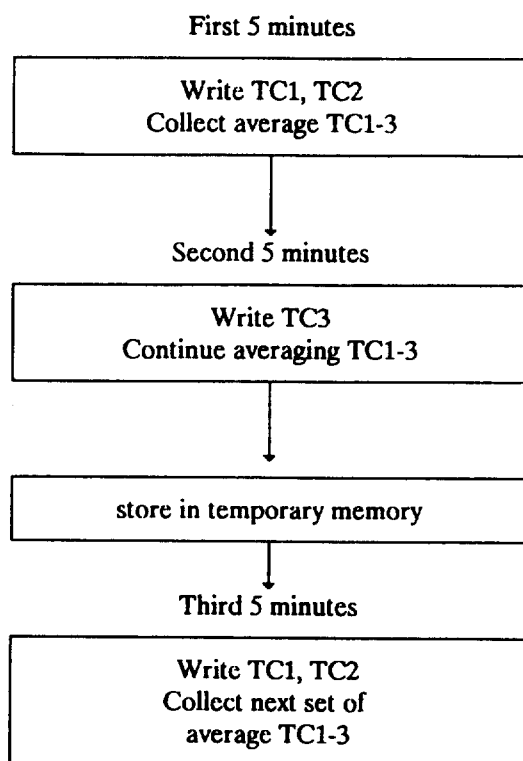 First 5 minutes
Write TC1, TC2
Collect average TC1-3
Second 5 minutes
Write TC3
Continue averaging TC1-3
store in temporary memory
Third 5 minutes
Write TC1, TC2
Collect next set of
average TC1-3